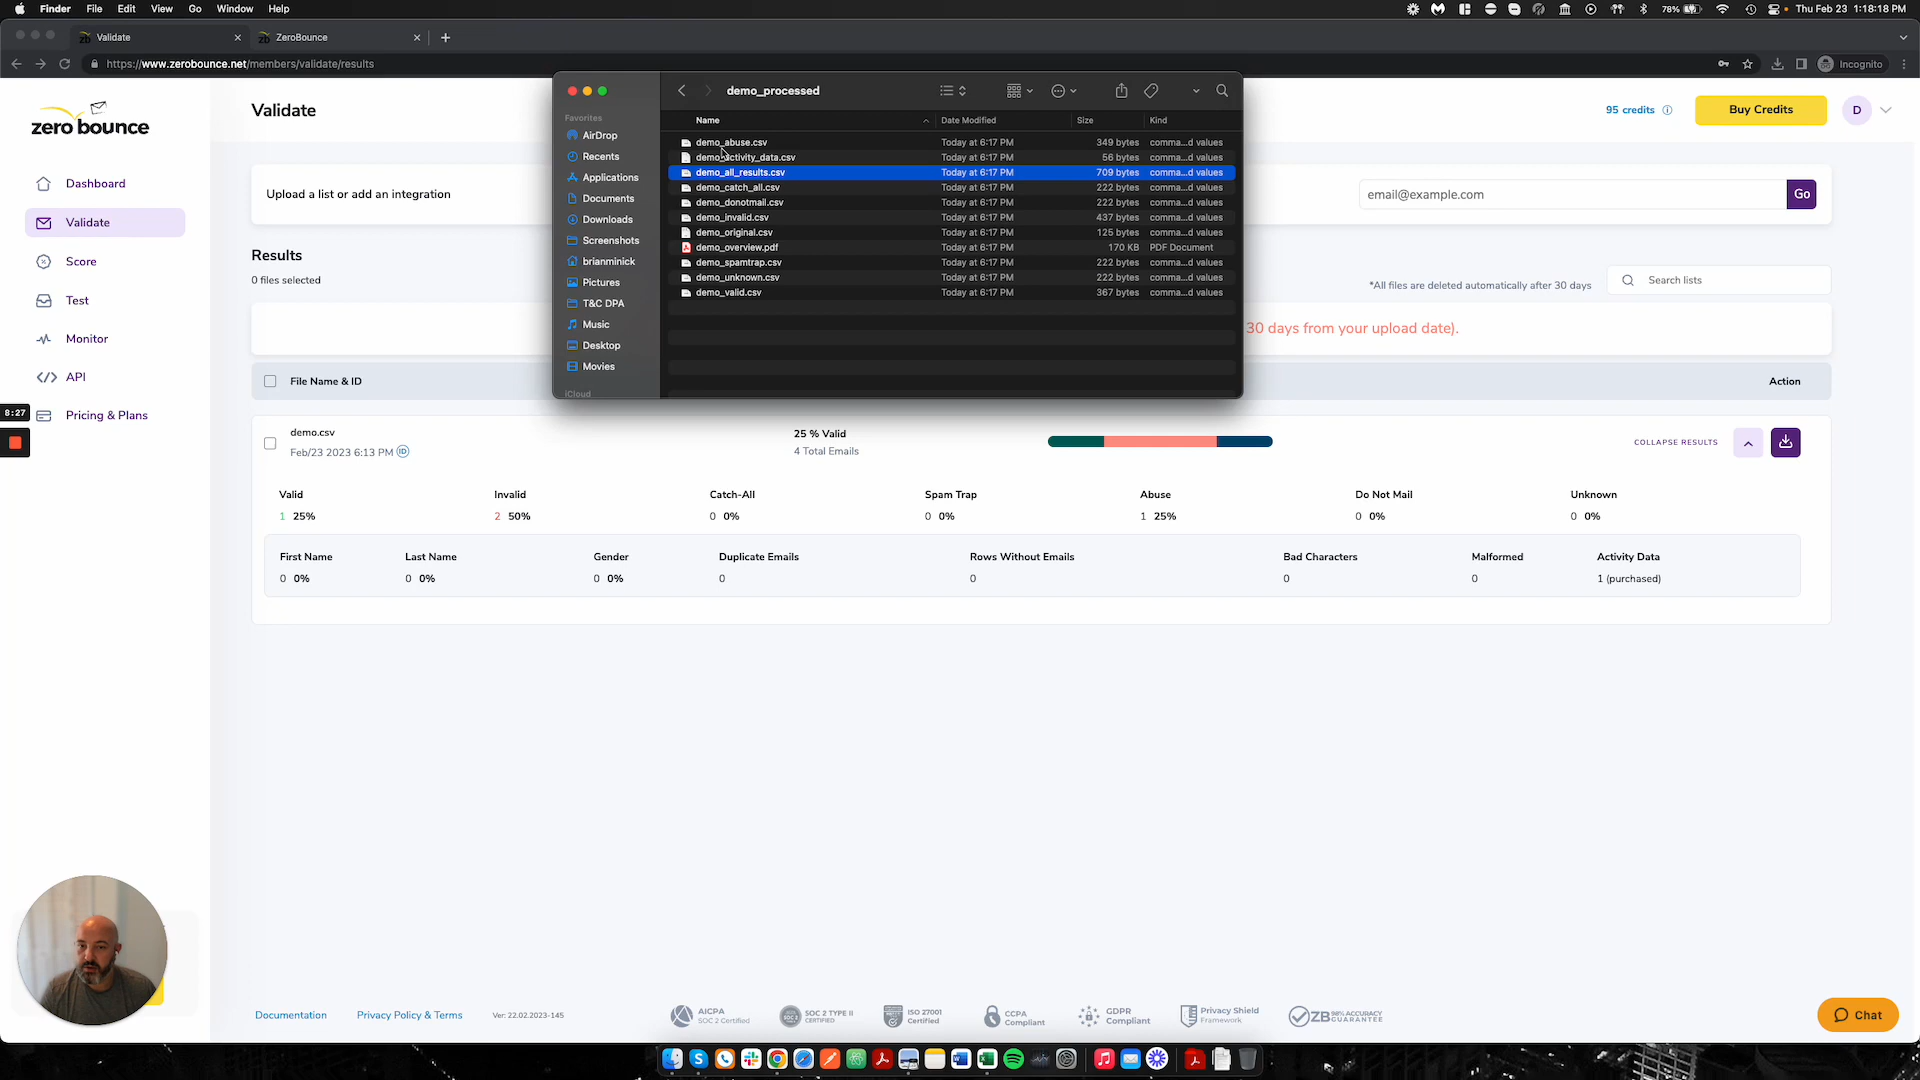 Finder File Edit View Go Window Help
78% Thu Feb 23 1:18:18 PM
Validate
ZeroBounce
https://www.zerobounce.net/members/validate/results
Incognito
zero bounce
Dashboard
Validate
Score
Test
Monitor
API
Pricing & Plans
8:27
Validate
95 credits
Buy Credits
D
Upload a list or add an integration
email@example.com
Go
Results
0 files selected
*All files are deleted automatically after 30 days
Search lists
30 days from your upload date).
demo_processed
Favorites
AirDrop
Recents
Applications
Documents
Downloads
Screenshots
brianminick
Pictures
T&C DPA
Music
Desktop
Movies
iCloud
Name Date Modified Size Kind
demo_abuse.csv Today at 6:17 PM 349 bytes comma...d values
demo_activity_data.csv Today at 6:17 PM 56 bytes comma...d values
demo_all_results.csv Today at 6:17 PM 709 bytes comma...d values
demo_catch_all.csv Today at 6:17 PM 222 bytes comma...d values
demo_donotmail.csv Today at 6:17 PM 222 bytes comma...d values
demo_invalid.csv Today at 6:17 PM 437 bytes comma...d values
demo_original.csv Today at 6:17 PM 125 bytes comma...d values
demo_overview.pdf Today at 6:17 PM 170 KB PDF Document
demo_spamtrap.csv Today at 6:17 PM 222 bytes comma...d values
demo_unknown.csv Today at 6:17 PM 222 bytes comma...d values
demo_valid.csv Today at 6:17 PM 367 bytes comma...d values
File Name & ID
Action
demo.csv
Feb/23 2023 6:13 PM ID
25 % Valid
4 Total Emails
COLLAPSE RESULTS
Valid Invalid Catch-All Spam Trap Abuse Do Not Mail Unknown
1 25% 2 50% 0 0% 0 0% 1 25% 0 0% 0 0%
First Name Last Name Gender Duplicate Emails Rows Without Emails Bad Characters Malformed Activity Data
0 0% 0 0% 0 0% 0 0 0 0 1 (purchased)
Documentation
Privacy Policy & Terms
Ver: 22.02.2023-145
AICPA
SOC 2 Certified
SOC 2 TYPE II
CERTIFIED
ISO 27001
Certified
CCPA
Compliant
GDPR
Compliant
Privacy Shield
Framework
ZB 98% ACCURACY
GUARANTEE
Chat